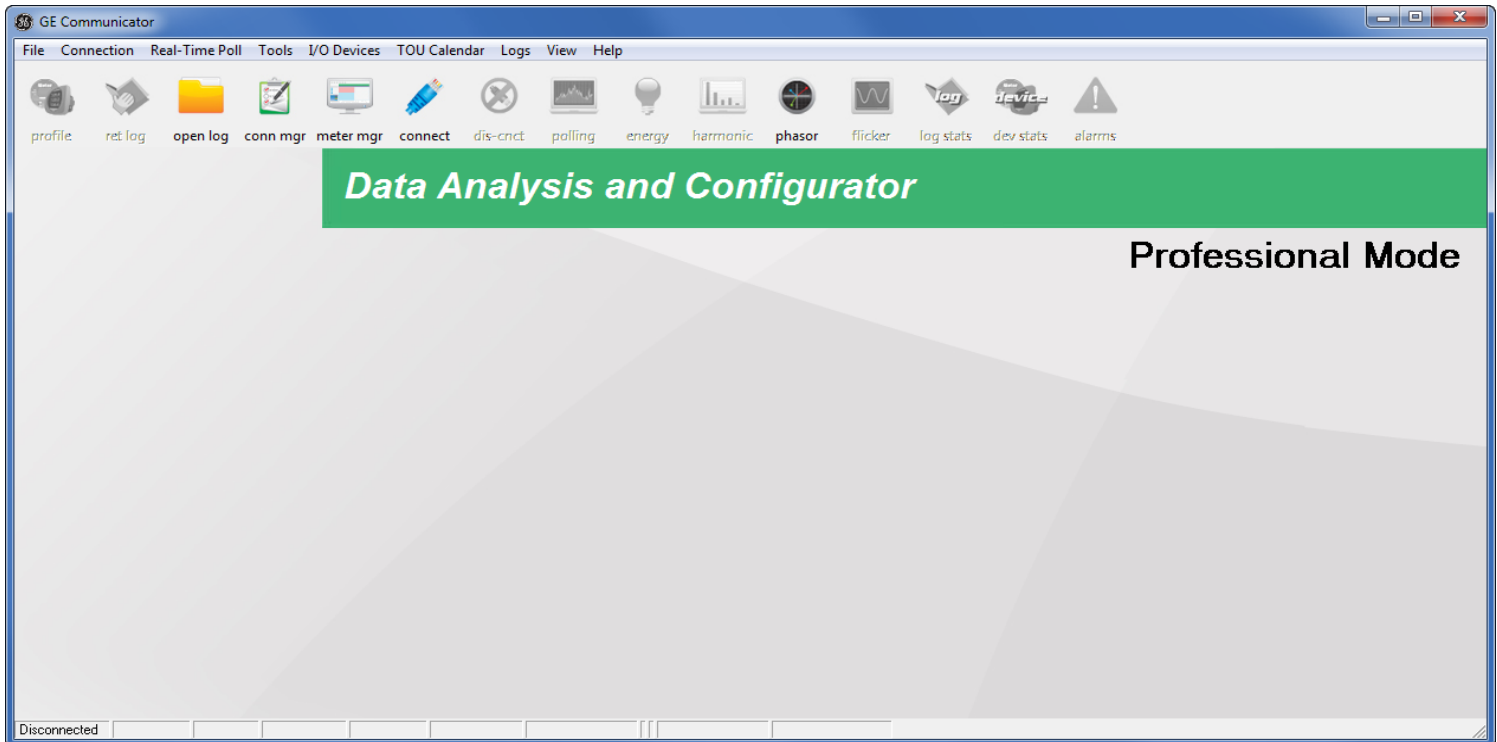 GE Communicator
File Connection Real-Time Poll Tools I/O Devices TOU Calendar Logs View Help
log device
profile ret log open log conn mgr meter mgr connect dis-cnct polling energy harmonic phasor flicker log stats dev stats alarms
Data Analysis and Configurator
Professional Mode
Disconnected